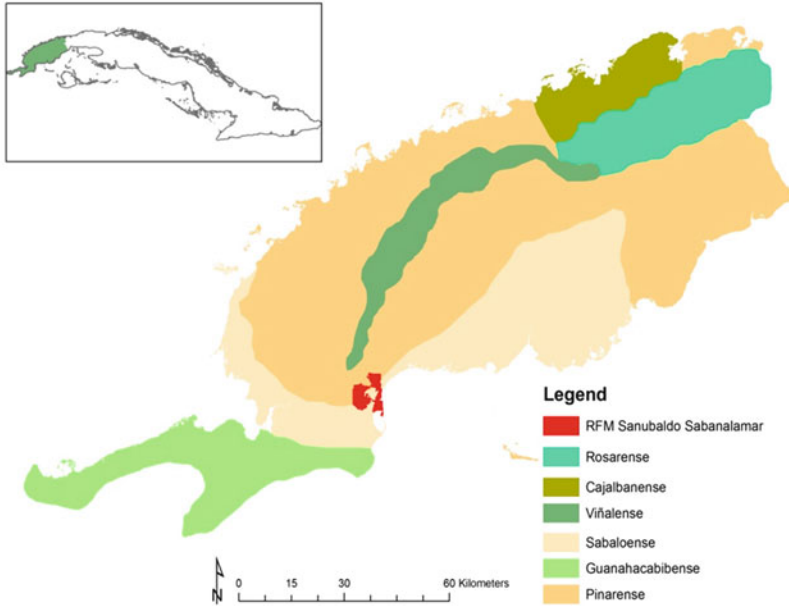 Legend
RFM Sanubaldo Sabanalamar
Rosarense
Cajalbanense
Viñalense
Sabaloense
Guanahacabibense
Pinarense
0 15 30 60 Kilometers